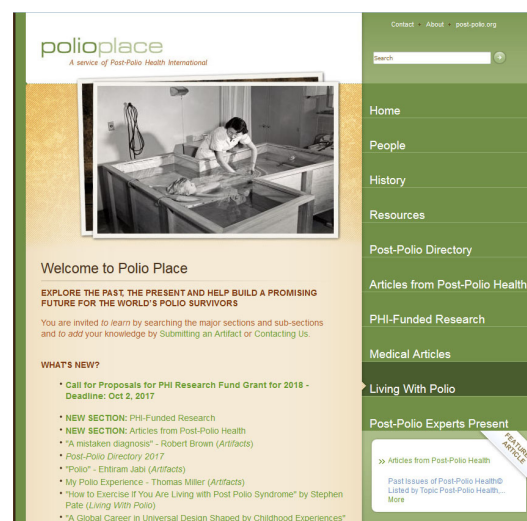 Contact - About - post-polio.org
polioplace
A service of Post-Polio Health International
Search
Home
People
History
Resources
Post-Polio Directory
Articles from Post-Polio Health
PHI-Funded Research
Medical Articles
Living With Polio
Post-Polio Experts Present
Welcome to Polio Place
EXPLORE THE PAST, THE PRESENT AND HELP BUILD A PROMISING
FUTURE FOR THE WORLD'S POLIO SURVIVORS
You are invited to learn by searching the major sections and sub-sections
and to add your knowledge by Submitting an Artifact or Contacting Us.
WHAT'S NEW?
• Call for Proposals for PHI Research Fund Grant for 2018 -
Deadline: Oct 2, 2017
• NEW SECTION: PHI-Funded Research
• NEW SECTION: Articles from Post-Polio Health
• "A mistaken diagnosis" - Robert Brown (Artifacts)
• Post-Polio Directory 2017
• "Polio" - Ehtiram Jabi (Artifacts)
• My Polio Experience - Thomas Miller (Artifacts)
• "How to Exercise If You Are Living with Post Polio Syndrome" by Stephen
Pate (Living With Polio)
• "A Global Career in Universal Design Shaped by Childhood Experiences"
ARTICLE
>> Articles from Post-Polio Health
Past Issues of Post-Polio Health©
Listed by Topic Post-Polio Health,...
More